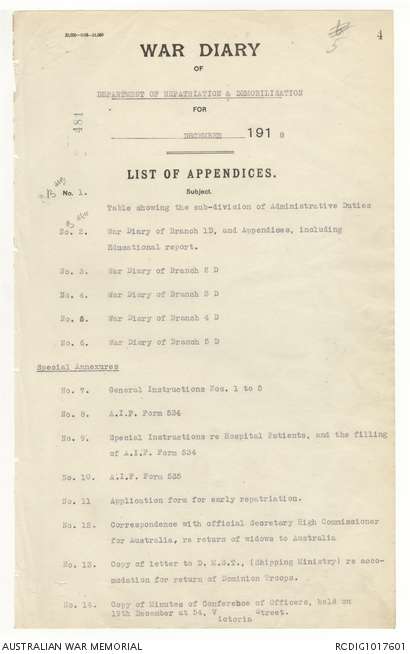 4
5
WAR DIARY
OF
DEPARTMENT OF REPATRIATION & DEMOBILISATION
FOR
481
DECEMBER 1918
LIST OF APPENDICES.
Subject.
No. 1.
Table showing the sub-division of Administrative Duties
No. 2. War Diary of Branch 1D, and Appendices, including
Educational report.
No. 3. War Diary of Branch 2 D
No. 4. War Diary of Branch 3 D
No. 5. War Diary of Branch 4 D
No. 6. War Diary of Branch 5 D
Special Annexures
No. 7. General Instructions Nos. 1 to 5
No. 8. A.I.F. Form 534
No. 9. Special Instructions re Hospital Patients, and the filling
of A.I.F. Form 534
No. 10. A.I.F. Form 535
No. 11 Application form for early repatriation.
No. 12. Correspondence with official Secretary High Commissioner
for Australia, re return of widows to Australia
No. 13. Copy of letter to D. M.G.T., (Shipping Ministry) re acco-
modation for return of Dominion Troops.
No. 14. Copy of Minutes of Conference of Officers, held on
19th December at 54, Victoria Street.
AUSTRALIAN WAR MEMORIAL RCDIG1017601